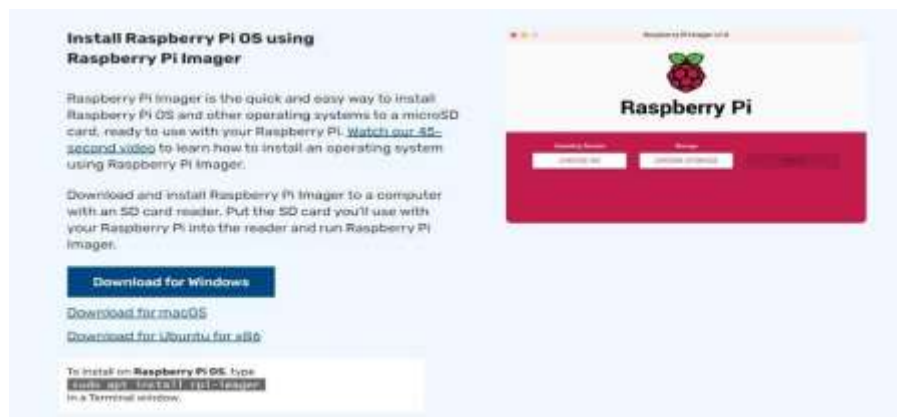 Install Raspberry Pi OS using
Raspberry Pi Imager
Raspberry Pi Imager is the quick and easy way to install
Raspberry Pi OS and other operating systems to a microSD
card, ready to use with your Raspberry Pi. Watch our 45-
second video to learn how to install an operating system
using Raspberry Pi Imager.
Download and install Raspberry Pi Imager to a computer
with an SD card reader. Put the SD card you'll use with
your Raspberry Pi into the reader and run Raspberry Pi
Imager.
Download for Windows
Download for macOS
Download for Ubuntu for x86
To install on Raspberry Pi OS, type
sudo apt install rpi-imager
in a Terminal window.
Raspberry Pi Imager
Raspberry Pi
Operating System
Storage
CHOOSE OS
CHOOSE STORAGE